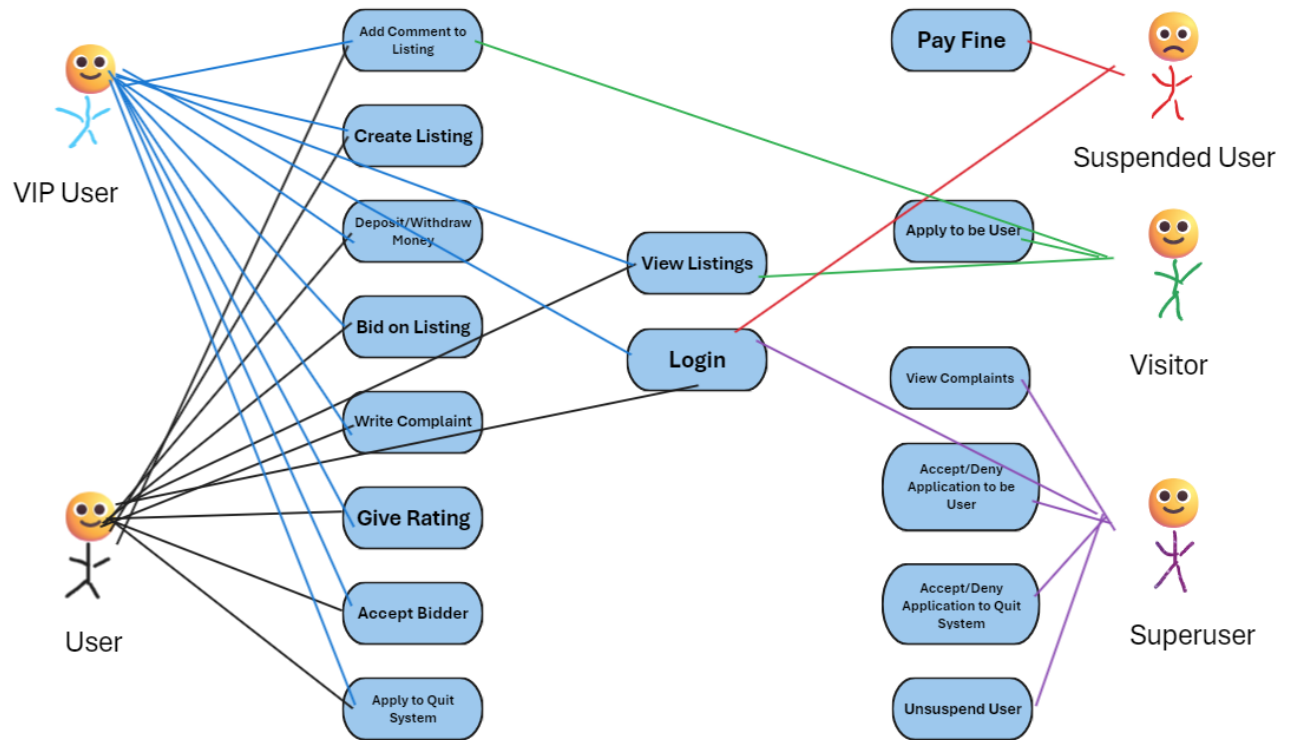 Add Comment to
Listing
Pay Fine
VIP User
Create Listing
Suspended User
Deposit/Withdraw
Money
Apply to be User
View Listings
Bid on Listing
Login
Visitor
View Complaints
Write Complaint
Accept/Deny
Application to be
User
Give Rating
User
Accept Bidder
Accept/Deny
Application to Quit
System
Superuser
Apply to Quit
System
Unsuspend User